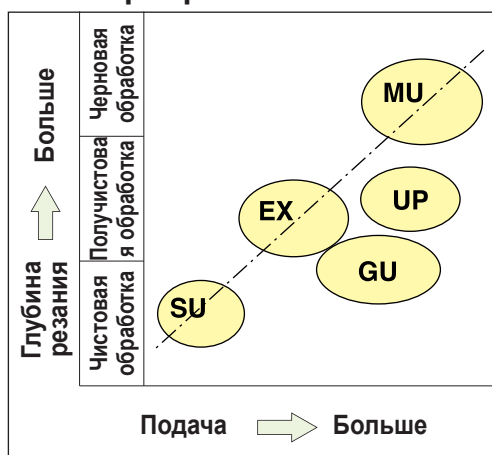 Больше
Глубина
резания
Черновая
обработка
Получистова
я обработка
Чистовая
обработка
MU
UP
EX
GU
SU
Подача
Больше